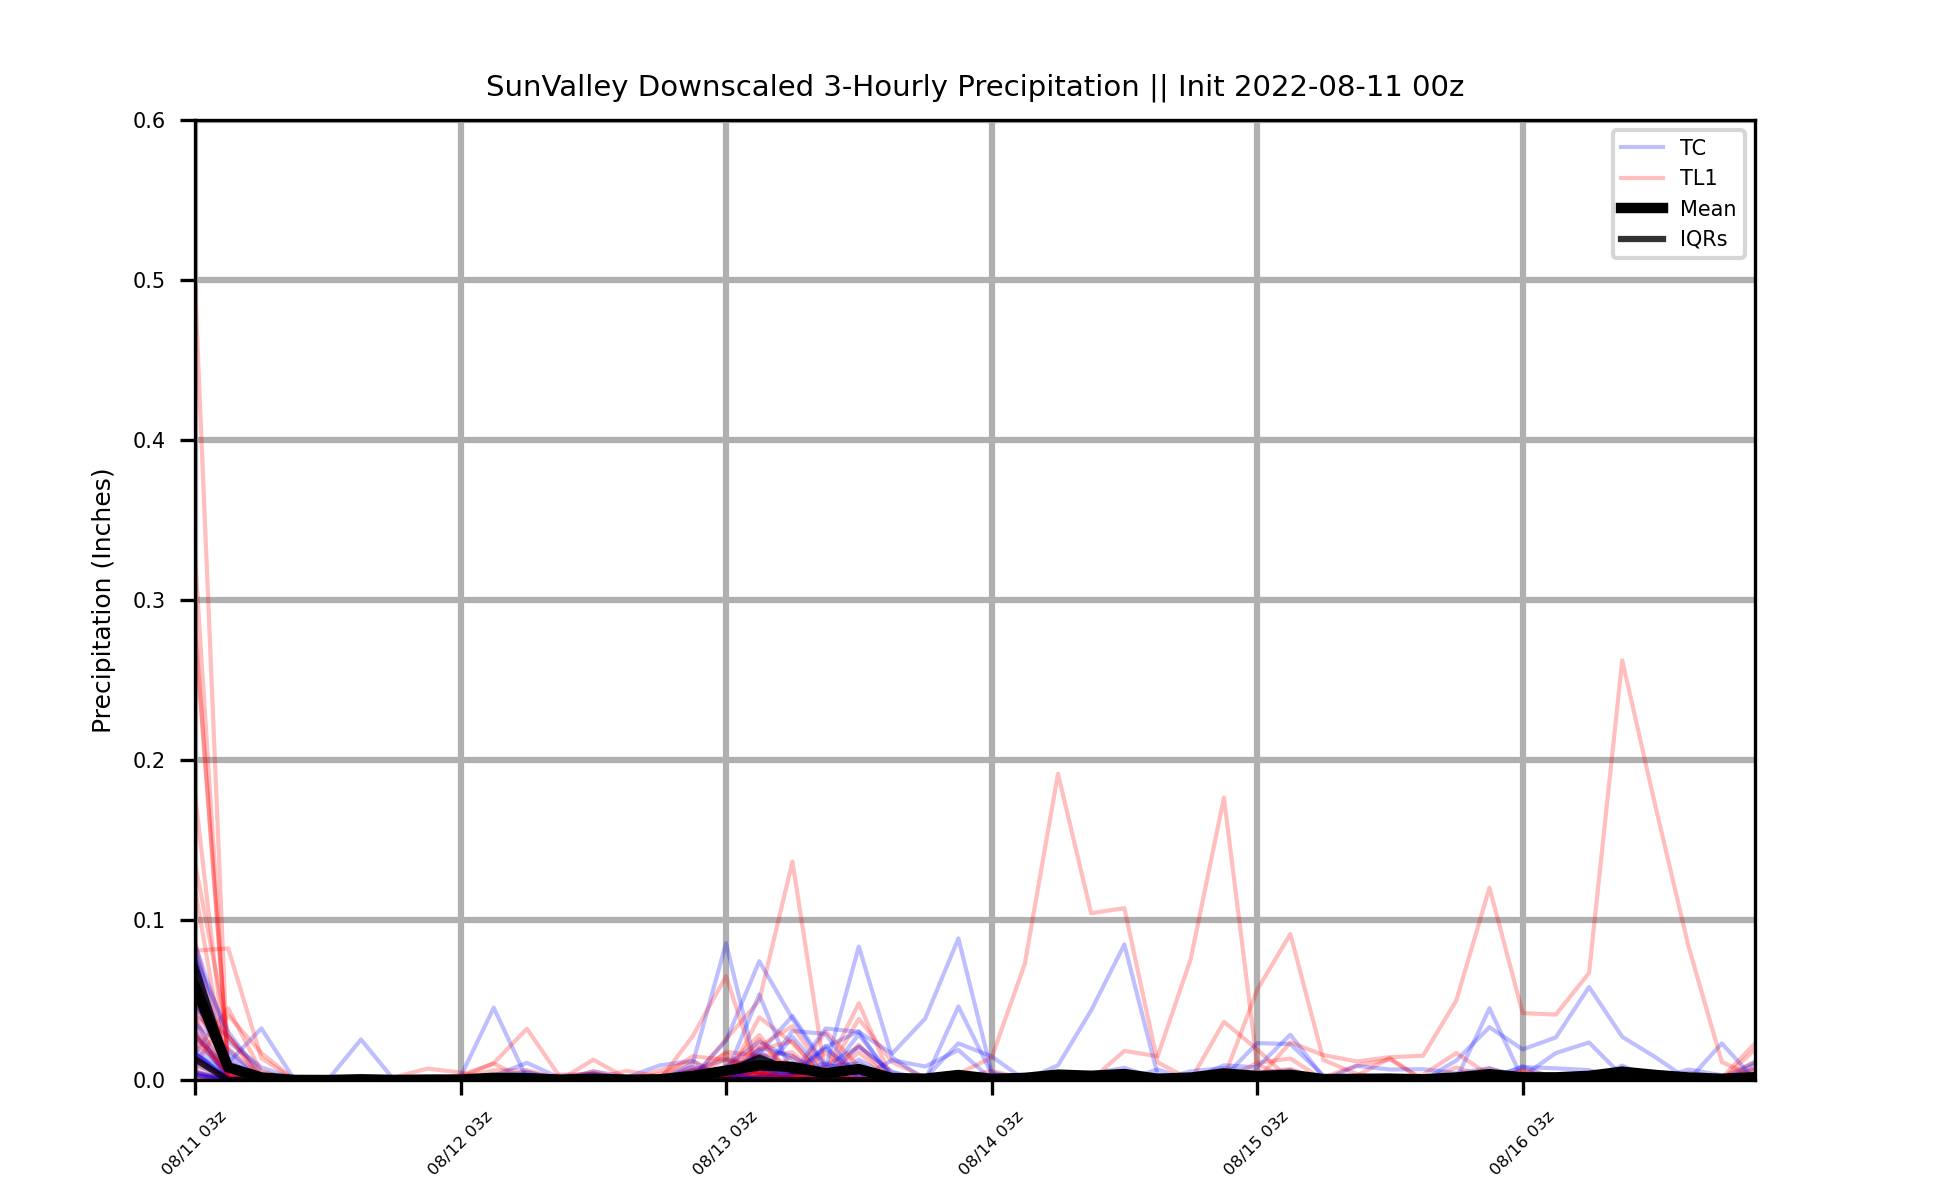 SunValley Downscaled 3-Hourly Precipitation || Init 2022-08-11 00z
TC
TL1
Mean
IQRs
Precipitation (Inches)
0.6
0.5
0.4
0.3
0.2
0.1
0.0
08/11 03z
08/12 03z
08/13 03z
08/14 03z
08/15 03z
08/16 03z